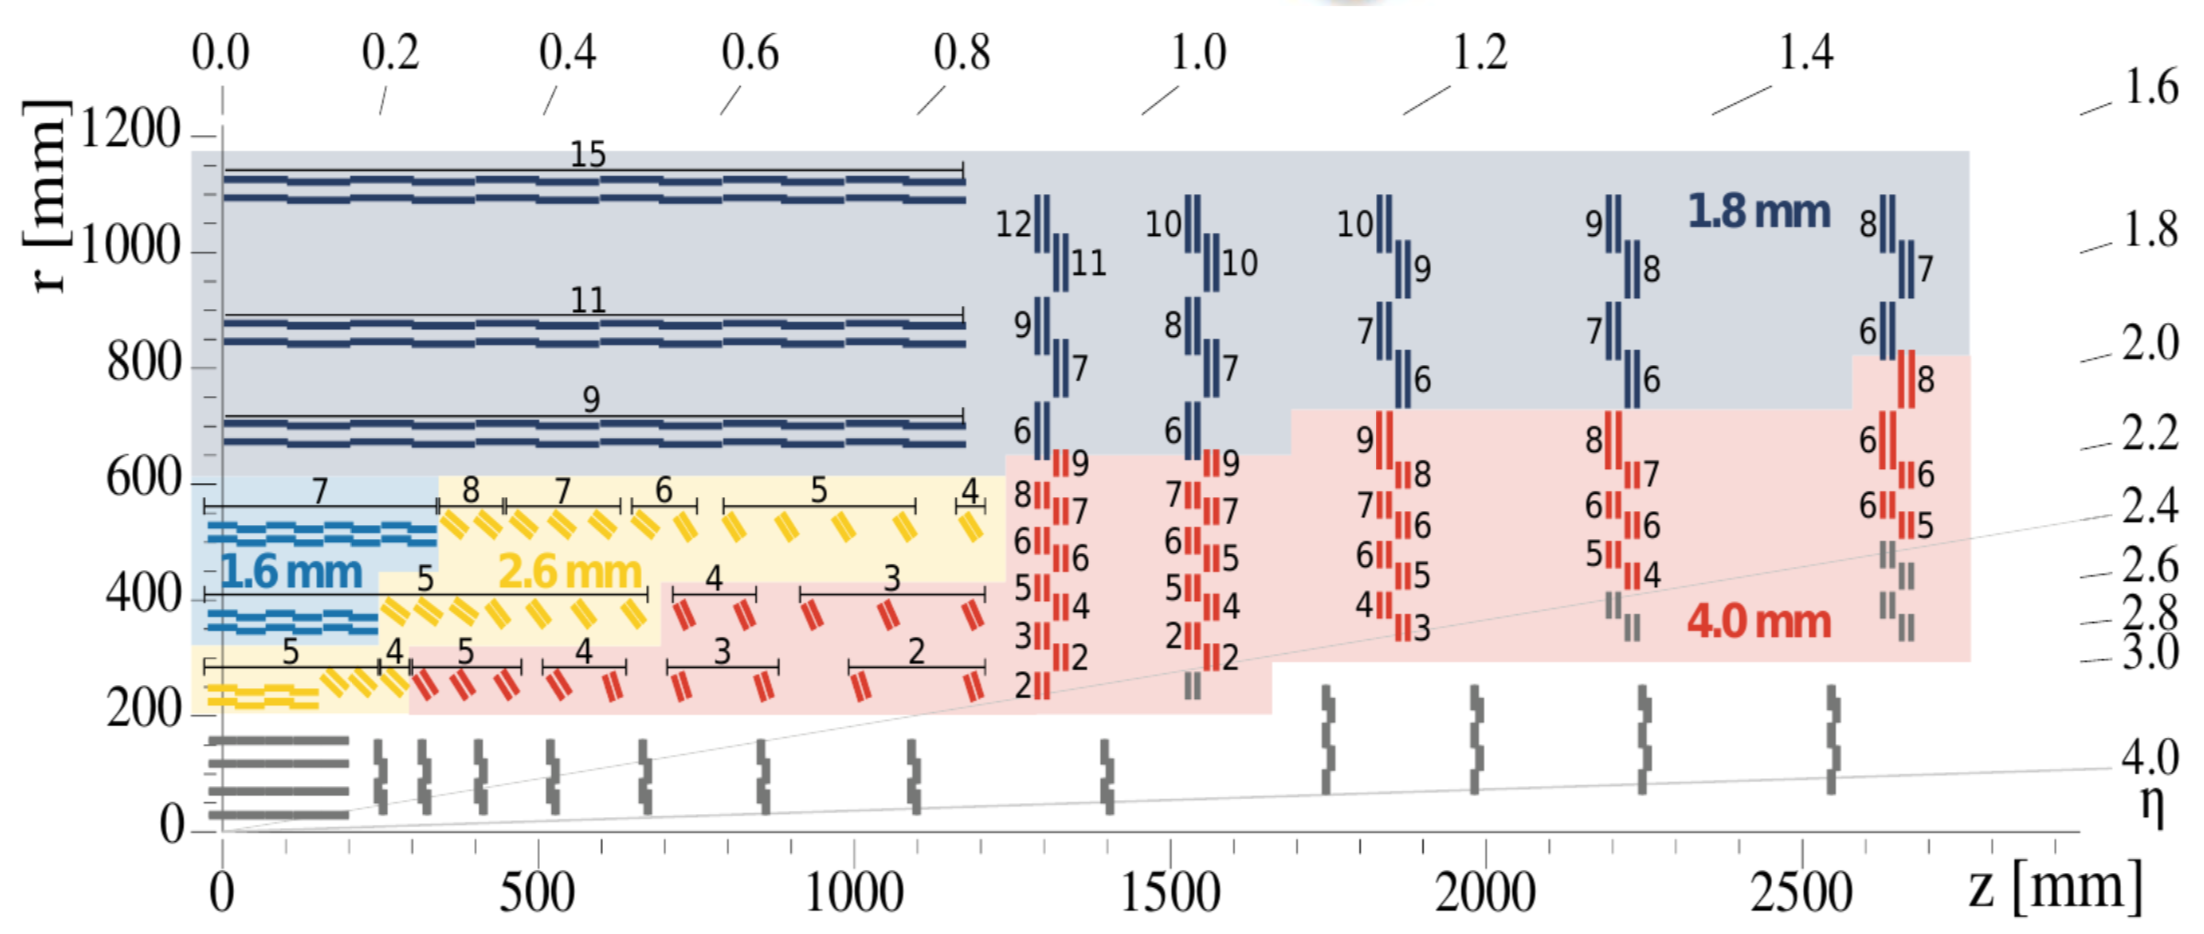 0.0 0.2 0.4 0.6 0.8 1.0 1.2 1.4 1.6
r [mm]
1200
15
12 10 10 9 1.8 mm 8 1.8
1000
11 10 9 8 7
11
9 8 7 7 6 2.0
800
7 7 6 6 8
9
6 6 9 8 6 2.2
9 9 8 7 6
600
7 8 7 6 5 4
8 7 7 6 6 2.4
7 7 6 6 5
6 6 6 5
1.6 mm 2.6 mm
6 5 5 4 2.6
5 4 3
5 5
400
4 4 4 2.8
3 4.0 mm
3 2
5 4 5 4 3 2
2 2 3.0
2
200
4.0
0
η
0 500 1000 1500 2000 2500 z [mm]